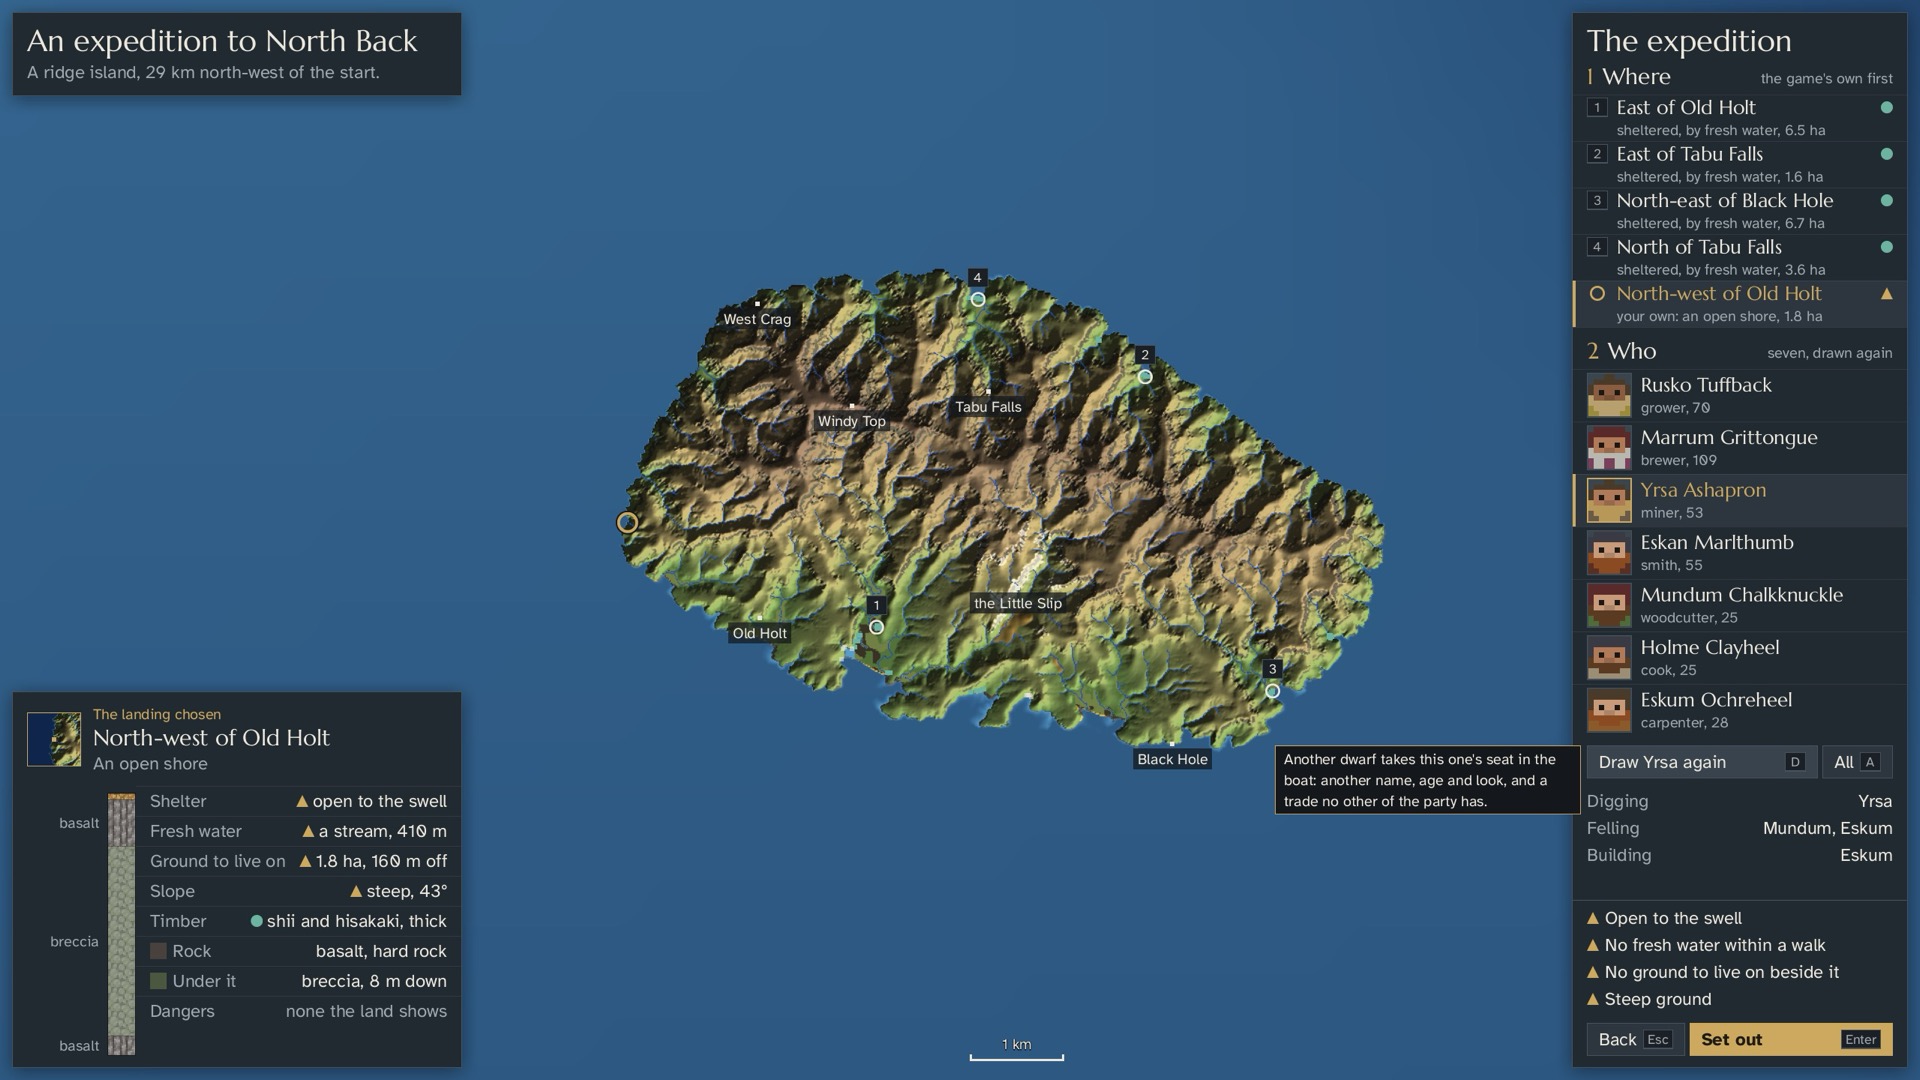 An expedition to North Back
A ridge island, 29 km north-west of the start.
The expedition
1 Where
the game's own first
1 East of Old Holt
sheltered, by fresh water, 6.5 ha
2 East of Tabu Falls
sheltered, by fresh water, 1.6 ha
3 North-east of Black Hole
sheltered, by fresh water, 6.7 ha
4 North of Tabu Falls
sheltered, by fresh water, 3.6 ha
North-west of Old Holt
your own: an open shore, 1.8 ha
2 Who
seven, drawn again
Rusko Tuffback
grower, 70
Marrum Grittongue
brewer, 109
Yrsa Ashapron
miner, 53
Eskan Marlthumb
smith, 55
Mundum Chalkknuckle
woodcutter, 25
Holme Clayheel
cook, 25
Eskum Ochreheel
carpenter, 28
Draw Yrsa again D
All A
Digging Yrsa
Felling Mundum, Eskum
Building Eskum
Open to the swell
No fresh water within a walk
No ground to live on beside it
Steep ground
Back Esc
Set out Enter
4
West Crag
2
Tabu Falls
Windy Top
1
the Little Slip
Old Holt
3
Black Hole
Another dwarf takes this one's seat in the
boat: another name, age and look, and a
trade no other of the party has.
1 km
The landing chosen
North-west of Old Holt
An open shore
basalt
breccia
basalt
Shelter open to the swell
Fresh water a stream, 410 m
Ground to live on 1.8 ha, 160 m off
Slope steep, 43°
Timber shii and hisakaki, thick
Rock basalt, hard rock
Under it breccia, 8 m down
Dangers none the land shows